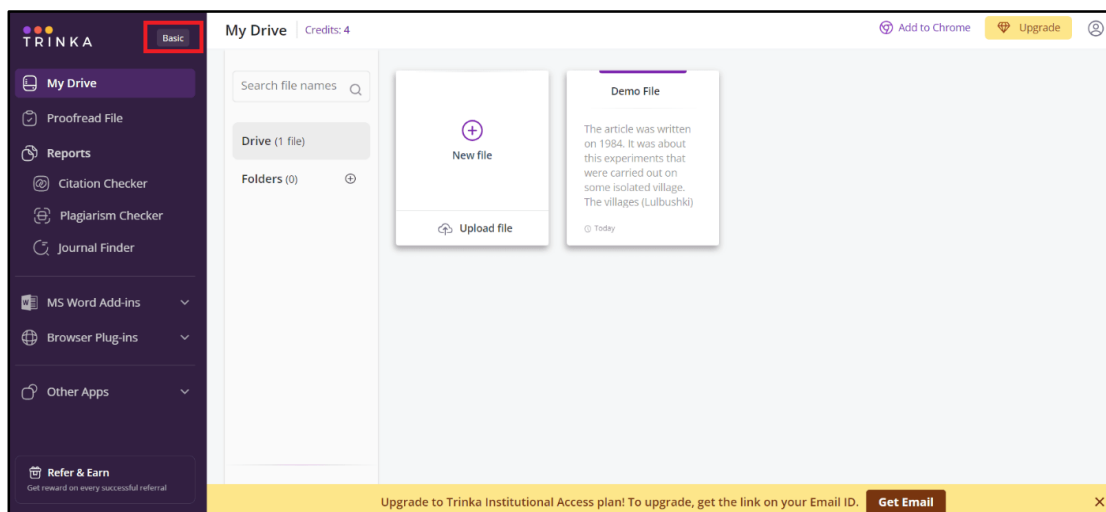 TRINKA
Basic
My Drive
Proofread File
Reports
Citation Checker
Plagiarism Checker
Journal Finder
MS Word Add-ins
Browser Plug-ins
Other Apps
Refer & Earn
Get reward on every successful referral
My Drive
Credits: 4
Add to Chrome
Upgrade
Search file names
Drive (1 file)
Folders (0)
New file
Upload file
Demo File
The article was written
on 1984. It was about
this experiments that
were carried out on
some isolated village.
The villages (Lulbushki)
Today
Upgrade to Trinka Institutional Access plan! To upgrade, get the link on your Email ID.
Get Email